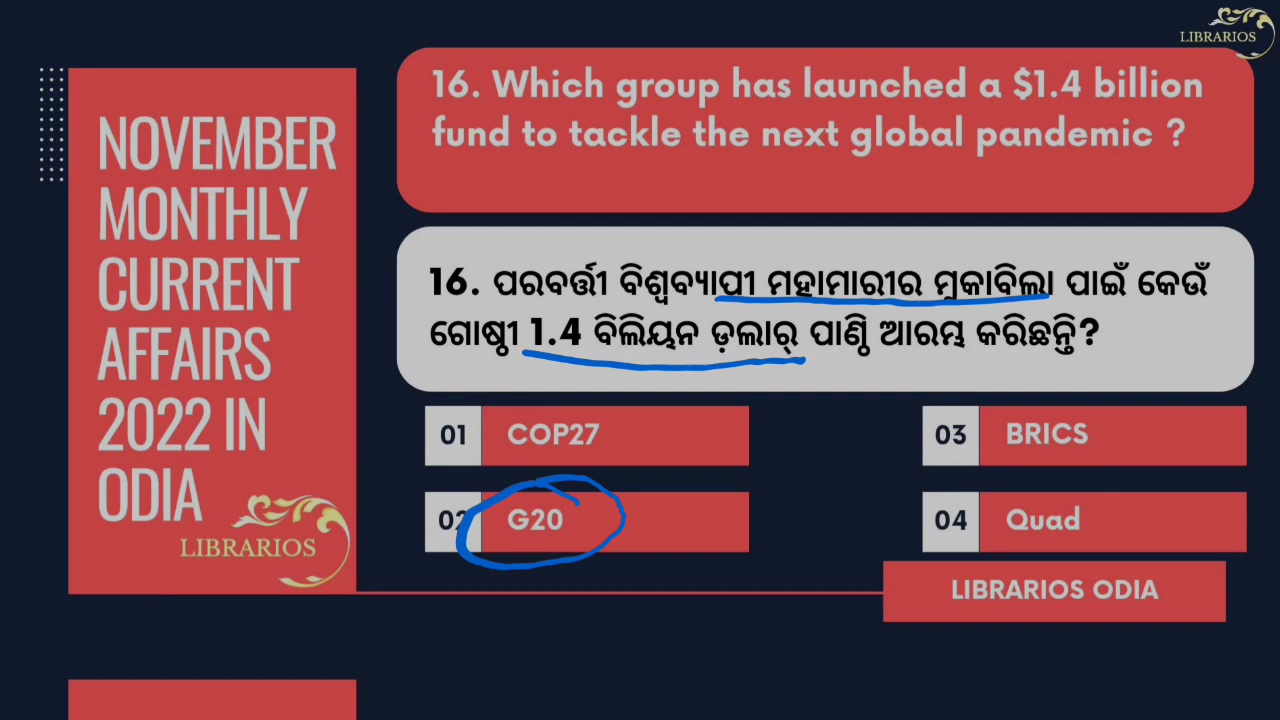 LIBRARIOS
NOVEMBER
MONTHLY
CURRENT
AFFAIRS
2022 IN
ODIA
LIBRARIOS
16. Which group has launched a $1.4 billion
fund to tackle the next global pandemic ?
16. ପରବର୍ତ୍ତୀ ବିଶ୍ୱବ୍ୟାପୀ ମହାମାରୀର ମୁକାବିଲା ପାଇଁ କେଉଁ
ଗୋଷ୍ଠୀ 1.4 ବିଲିୟନ ଡ଼ଲାର୍ ପାଣ୍ଠି ଆରମ୍ଭ କରିଛନ୍ତି?
01 COP27
02 G20
03 BRICS
04 Quad
LIBRARIOS ODIA